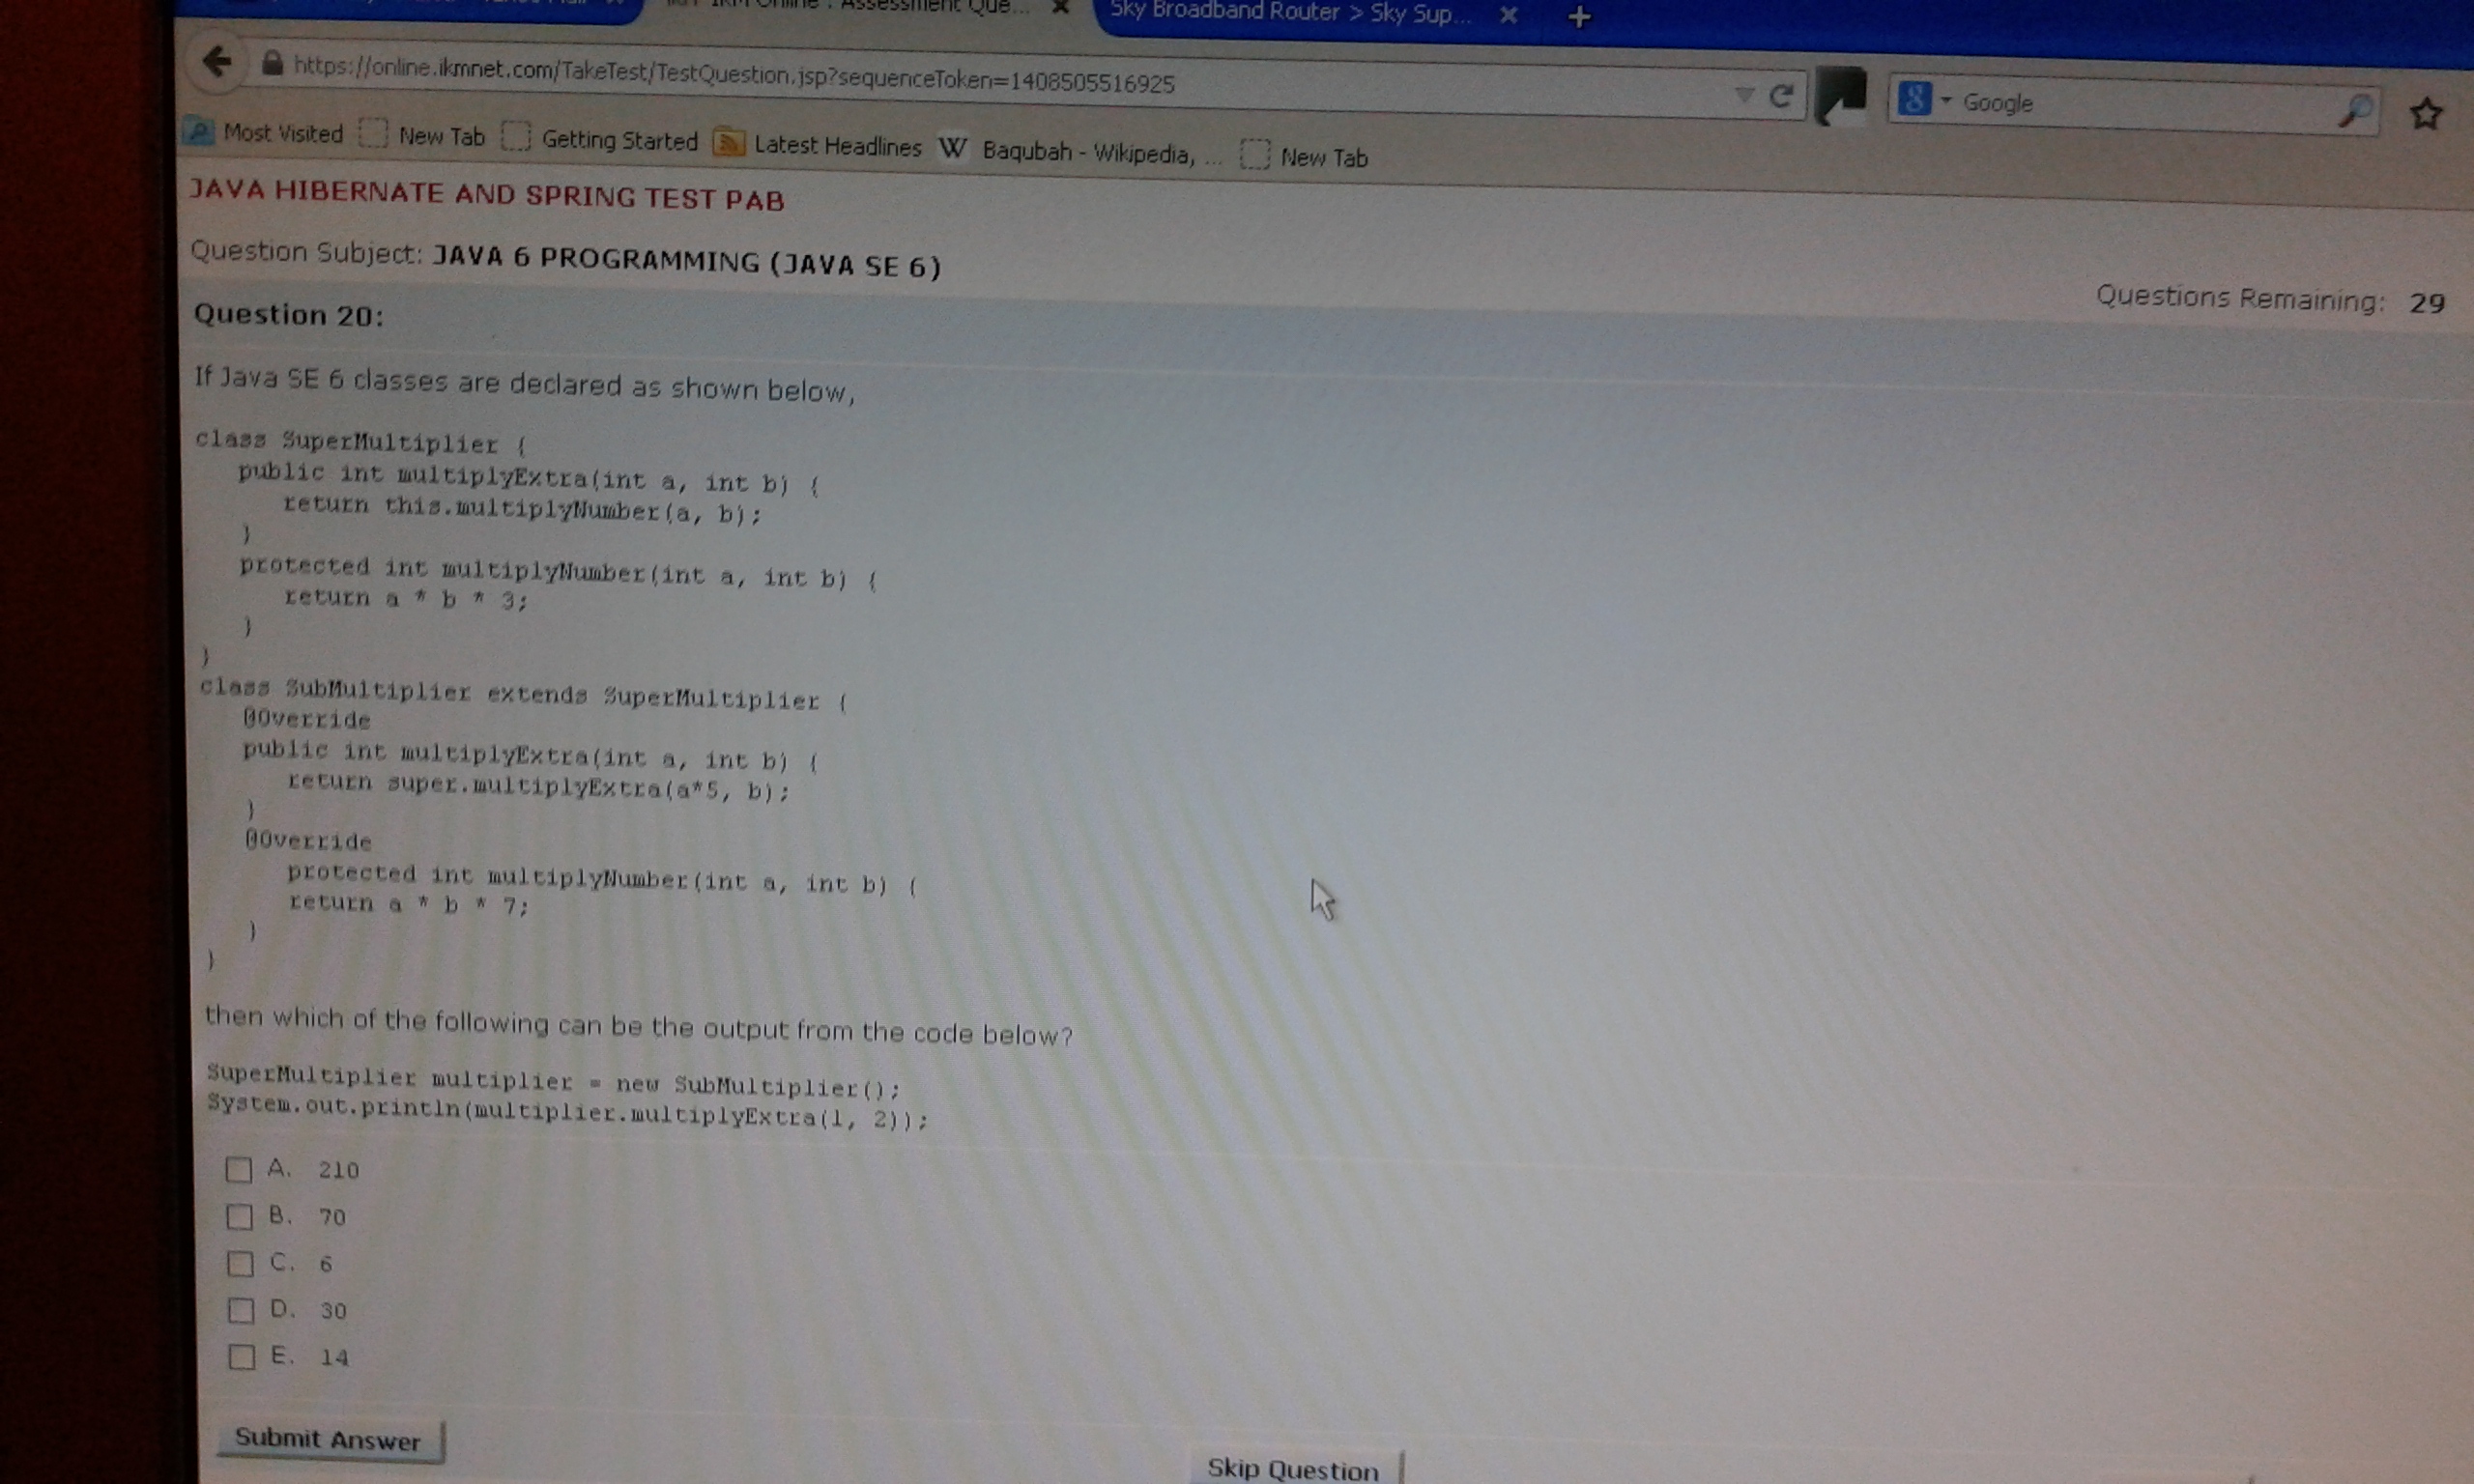 IKM Online : Assessment Que...
Sky Broadband Router > Sky Sup...
https://online.ikmnet.com/TakeTest/TestQuestion.jsp?sequenceToken=1408505516925
Google
Most Visited New Tab Getting Started Latest Headlines W Baqubah - Wikipedia, ... New Tab
JAVA HIBERNATE AND SPRING TEST PAB
Question Subject: JAVA 6 PROGRAMMING (JAVA SE 6)
Questions Remaining: 29
Question 20:
If Java SE 6 classes are declared as shown below,
class SuperMultiplier {
public int multiplyExtra(int a, int b) {
return this.multiplyNumber(a, b);
}
protected int multiplyNumber(int a, int b) {
return a * b * 3;
}
}
class SubMultiplier extends SuperMultiplier {
@Override
public int multiplyExtra(int a, int b) {
return super.multiplyExtra(a*5, b);
}
@Override
protected int multiplyNumber(int a, int b) {
return a * b * 7;
}
}
then which of the following can be the output from the code below?
SuperMultiplier multiplier = new SubMultiplier();
System.out.println(multiplier.multiplyExtra(1, 2));
A. 210
B. 70
C. 6
D. 30
E. 14
Submit Answer
Skip Question